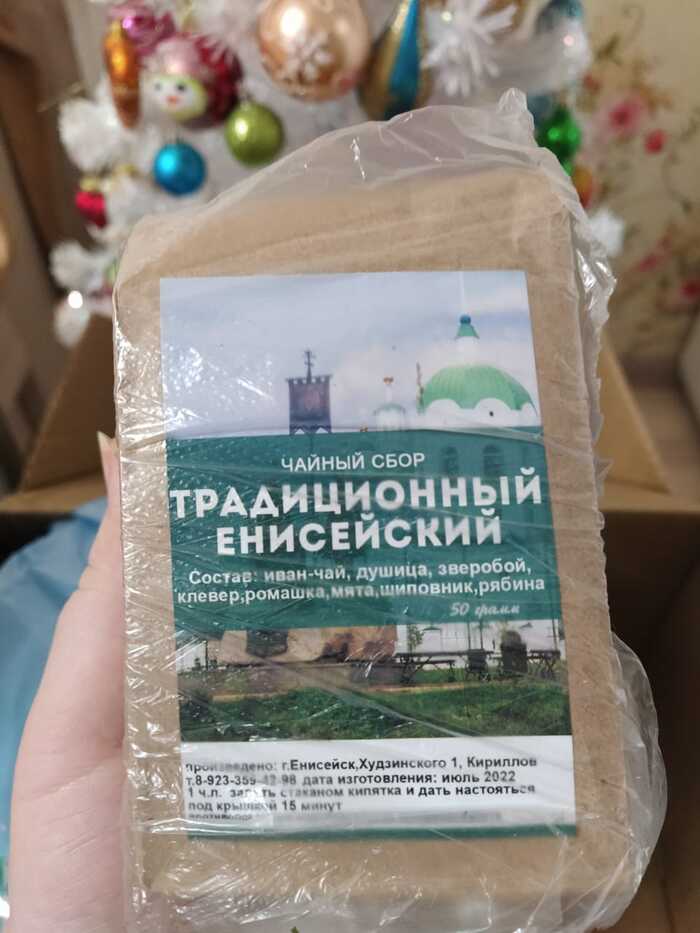 ЧАЙНЫЙ СБОР
ТРАДИЦИОННЫЙ
ЕНИСЕЙСКИЙ
Состав: иван-чай, душица, зверобой,
клевер,ромашка,мята,шиповник,рябина
50 грамм
произведено: г.Енисейск,Худзинского 1, Кириллов
т.8-923-359-42-98 дата изготовления: июль 2022
1 ч.л. залить стаканом кипятка и дать настояться
под крышкой 15 минут